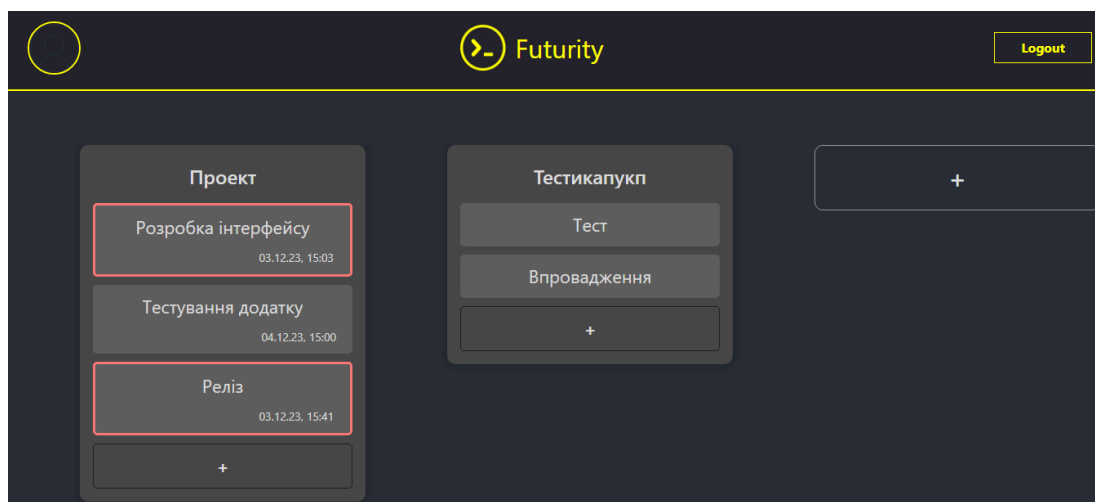 >_ Futurity
Logout
Проект
Розробка інтерфейсу
03.12.23, 15:03
Тестування додатку
04.12.23, 15:00
Реліз
03.12.23, 15:41
+
Тестикапукп
Тест
Впровадження
+
+